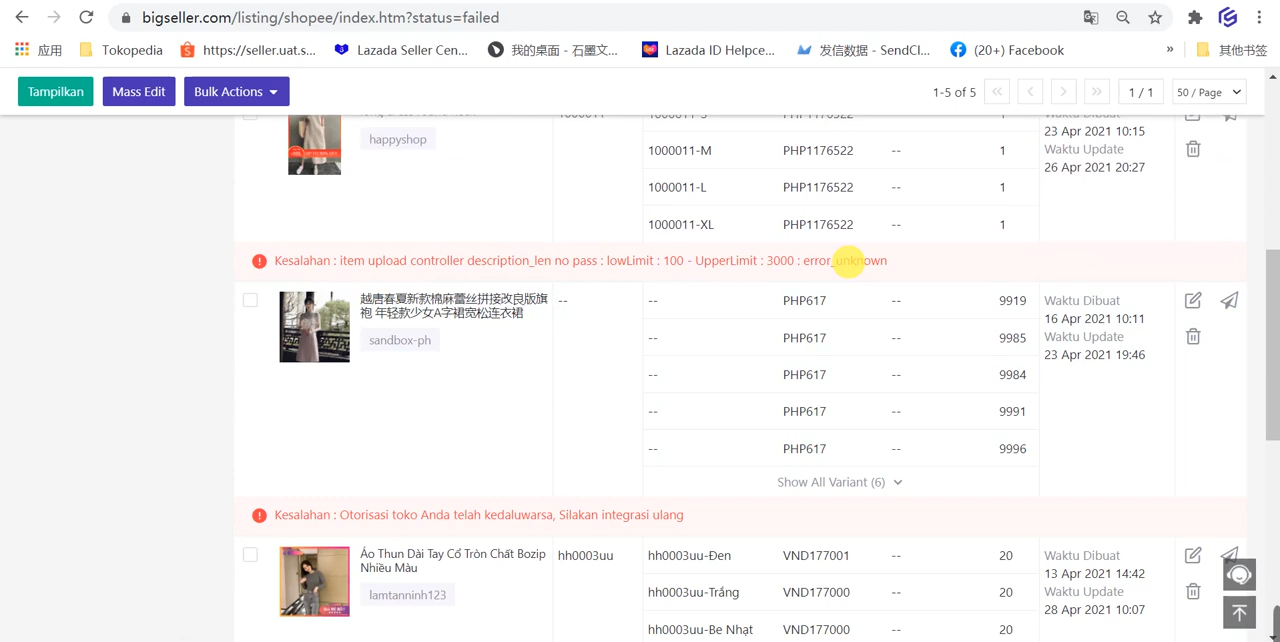 bigseller.com/listing/shopee/index.htm?status=failed
应用 Tokopedia https://seller.uat.s... Lazada Seller Cen... 我的桌面 - 石墨文... Lazada ID Helpce... 发信数据 - SendCl... (20+) Facebook » 其他书签
Tampilkan Mass Edit Bulk Actions 1-5 of 5 1 / 1 50 / Page
happyshop
23 Apr 2021 10:15
Waktu Update
26 Apr 2021 20:27
1000011-M PHP1176522 -- 1
1000011-L PHP1176522 -- 1
1000011-XL PHP1176522 -- 1
Kesalahan : item upload controller description_len no pass : lowLimit : 100 - UpperLimit : 3000 : error_unknown
越唐春夏新款棉麻蕾丝拼接改良版旗
袍 年轻款少女A字裙宽松连衣裙
sandbox-ph
--
-- PHP617 -- 9919
-- PHP617 -- 9985
-- PHP617 -- 9984
-- PHP617 -- 9991
-- PHP617 -- 9996
Show All Variant (6)
Waktu Dibuat
16 Apr 2021 10:11
Waktu Update
23 Apr 2021 19:46
Kesalahan : Otorisasi toko Anda telah kedaluwarsa, Silakan integrasi ulang
Áo Thun Dài Tay Cổ Tròn Chất Bozip
Nhiều Màu
lamtanninh123
hh0003uu
hh0003uu-Đen VND177001 -- 20
hh0003uu-Trắng VND177000 -- 20
hh0003uu-Be Nhạt VND177000 -- 20
Waktu Dibuat
13 Apr 2021 14:42
Waktu Update
28 Apr 2021 10:07